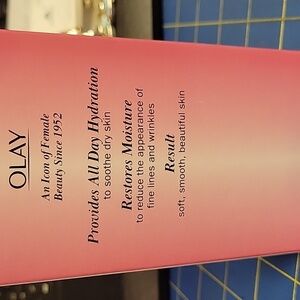 OLAY
An Icon of Female
Beauty Since 1952
Provides All Day Hydration
to soothe dry skin
Restores Moisture
to reduce the appearance of
fine lines and wrinkles
Result
soft, smooth, beautiful skin